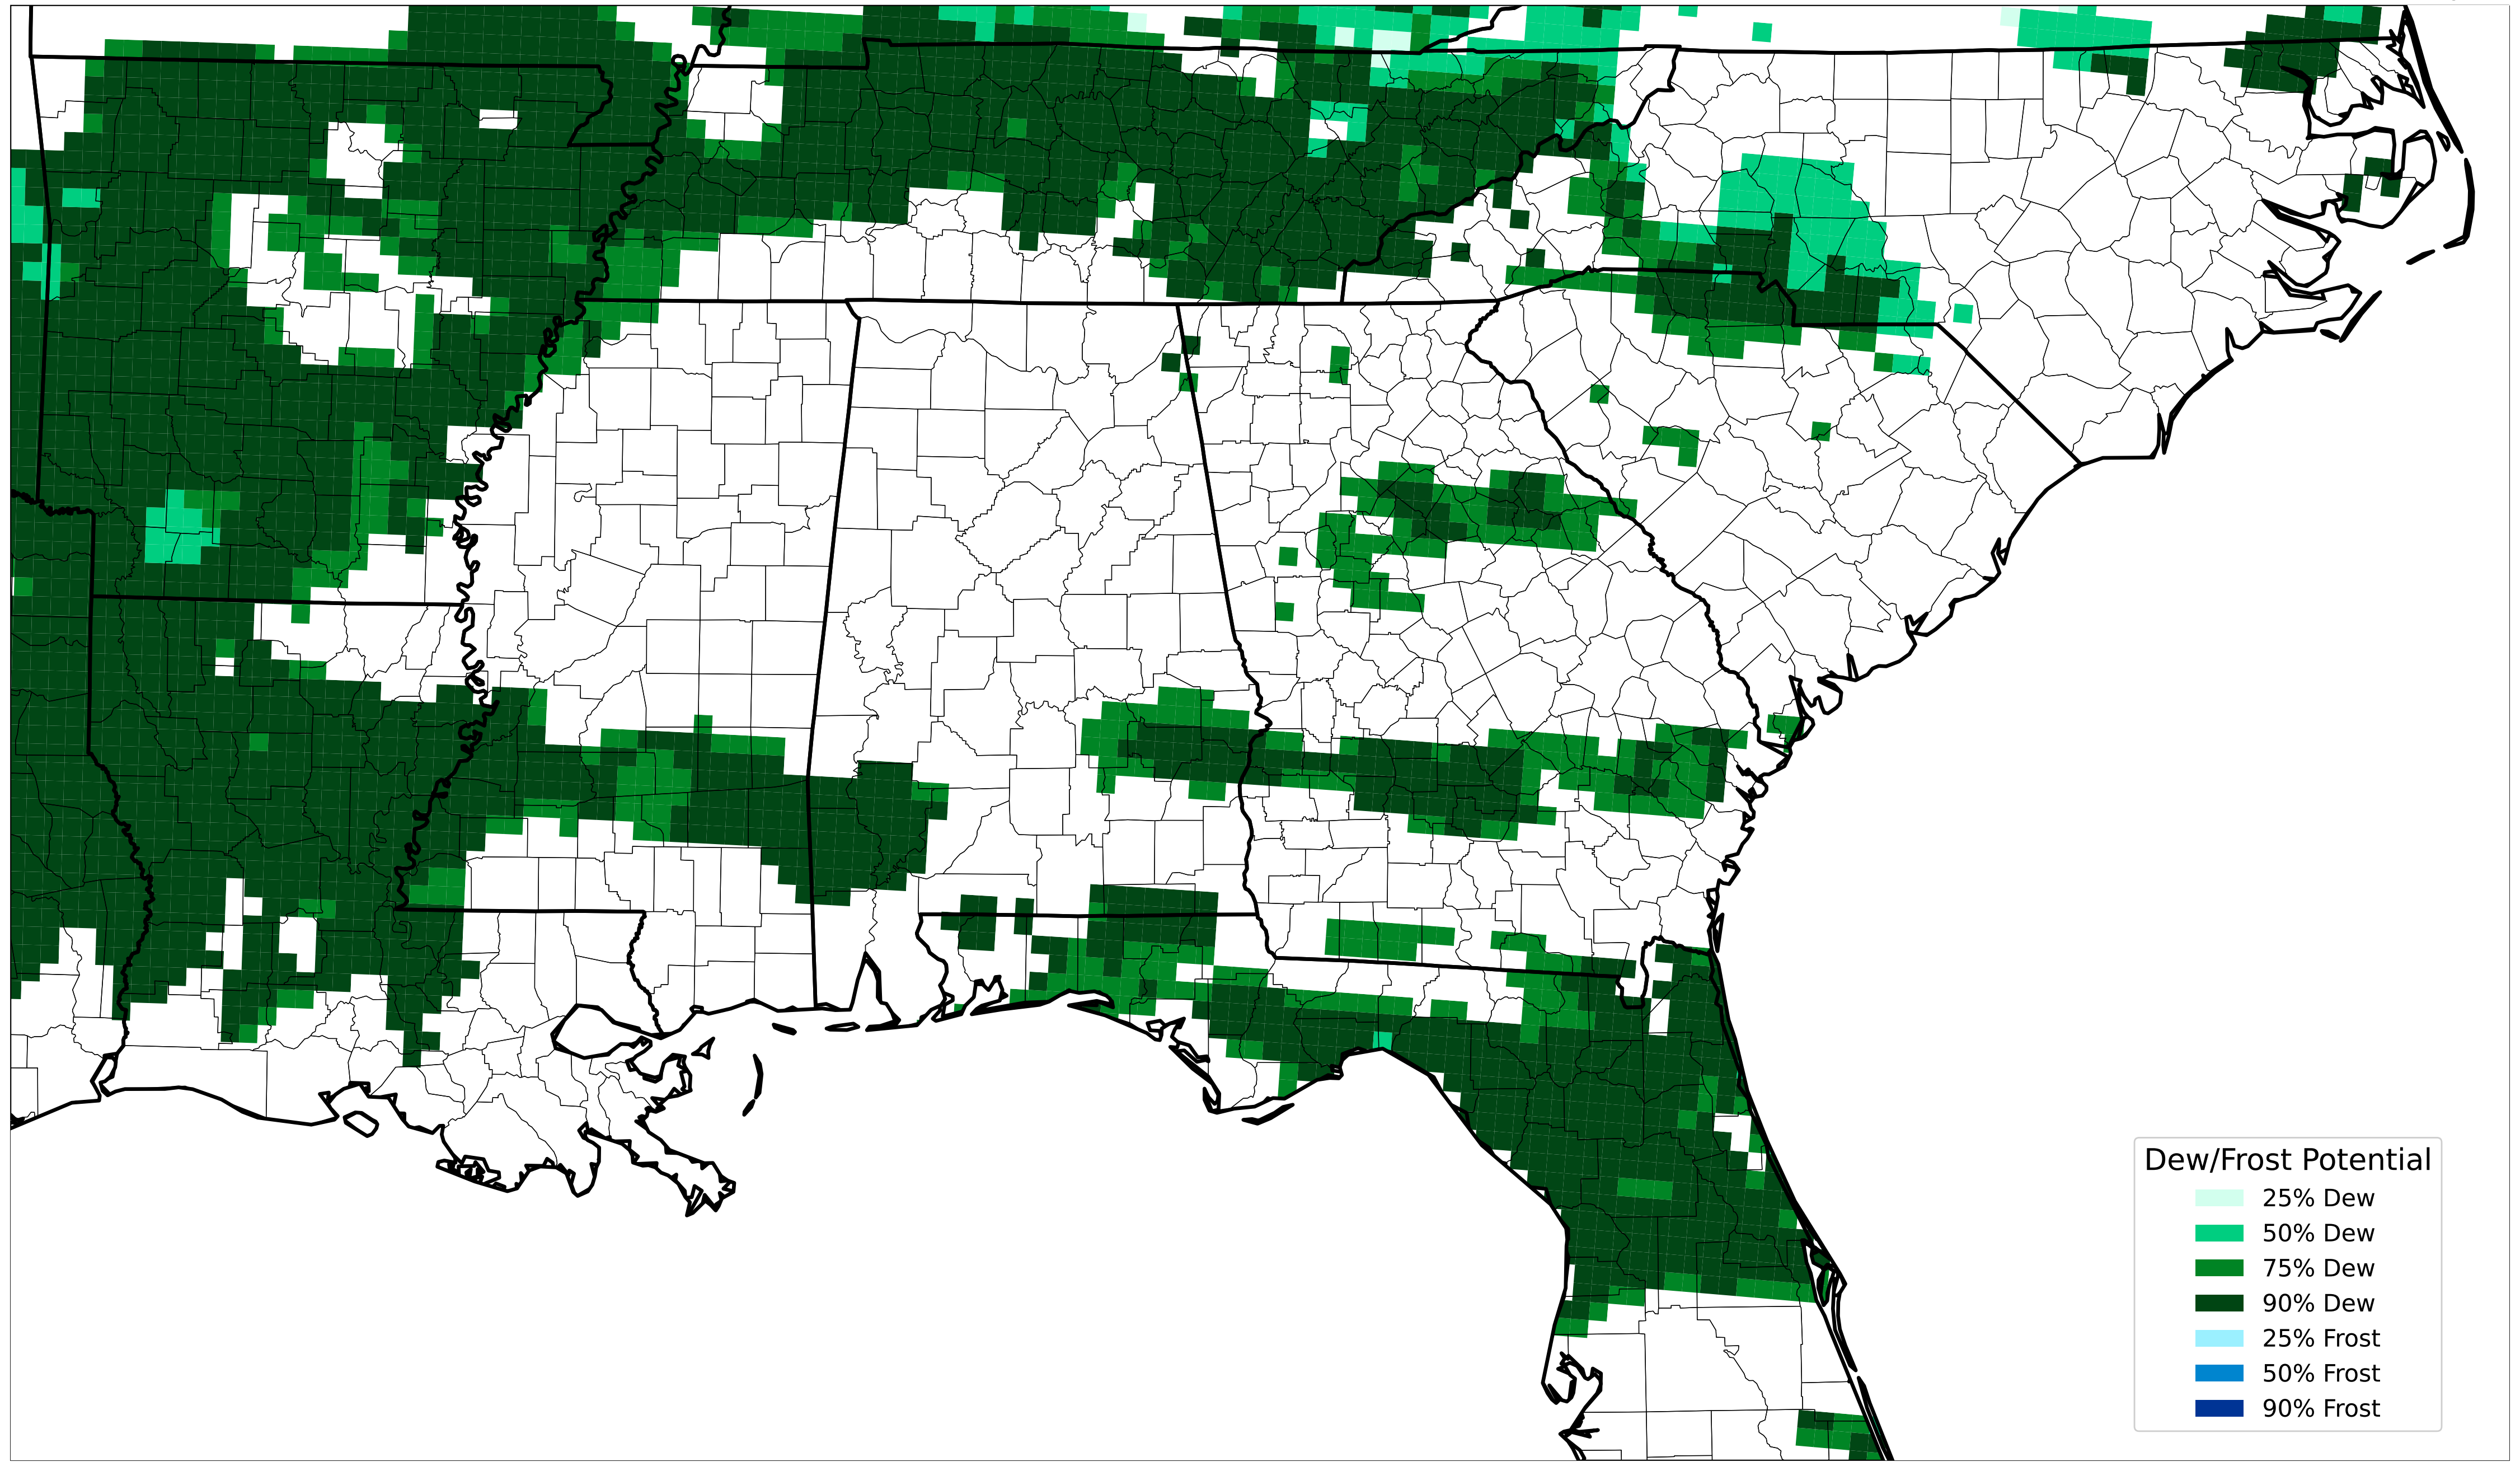 Dew/Frost Potential
25% Dew
50% Dew
75% Dew
90% Dew
25% Frost
50% Frost
90% Frost